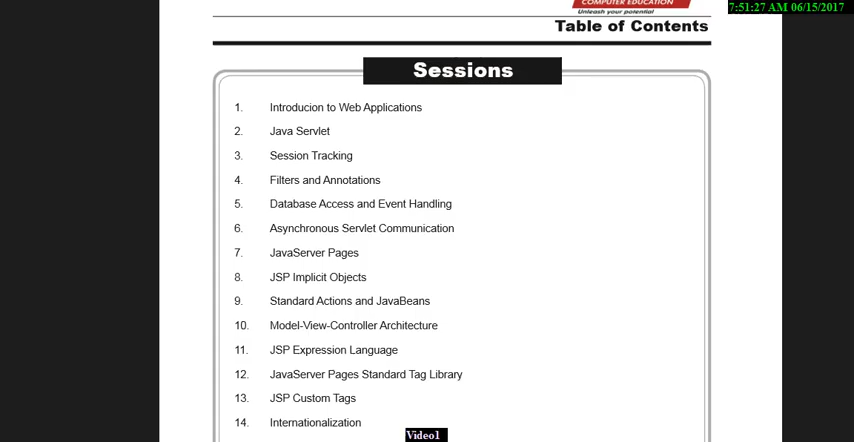 COMPUTER EDUCATION
Unleash your potential
7:51:27 AM 06/15/2017
Table of Contents
Sessions
1. Introducion to Web Applications
2. Java Servlet
3. Session Tracking
4. Filters and Annotations
5. Database Access and Event Handling
6. Asynchronous Servlet Communication
7. JavaServer Pages
8. JSP Implicit Objects
9. Standard Actions and JavaBeans
10. Model-View-Controller Architecture
11. JSP Expression Language
12. JavaServer Pages Standard Tag Library
13. JSP Custom Tags
14. Internationalization
Video1